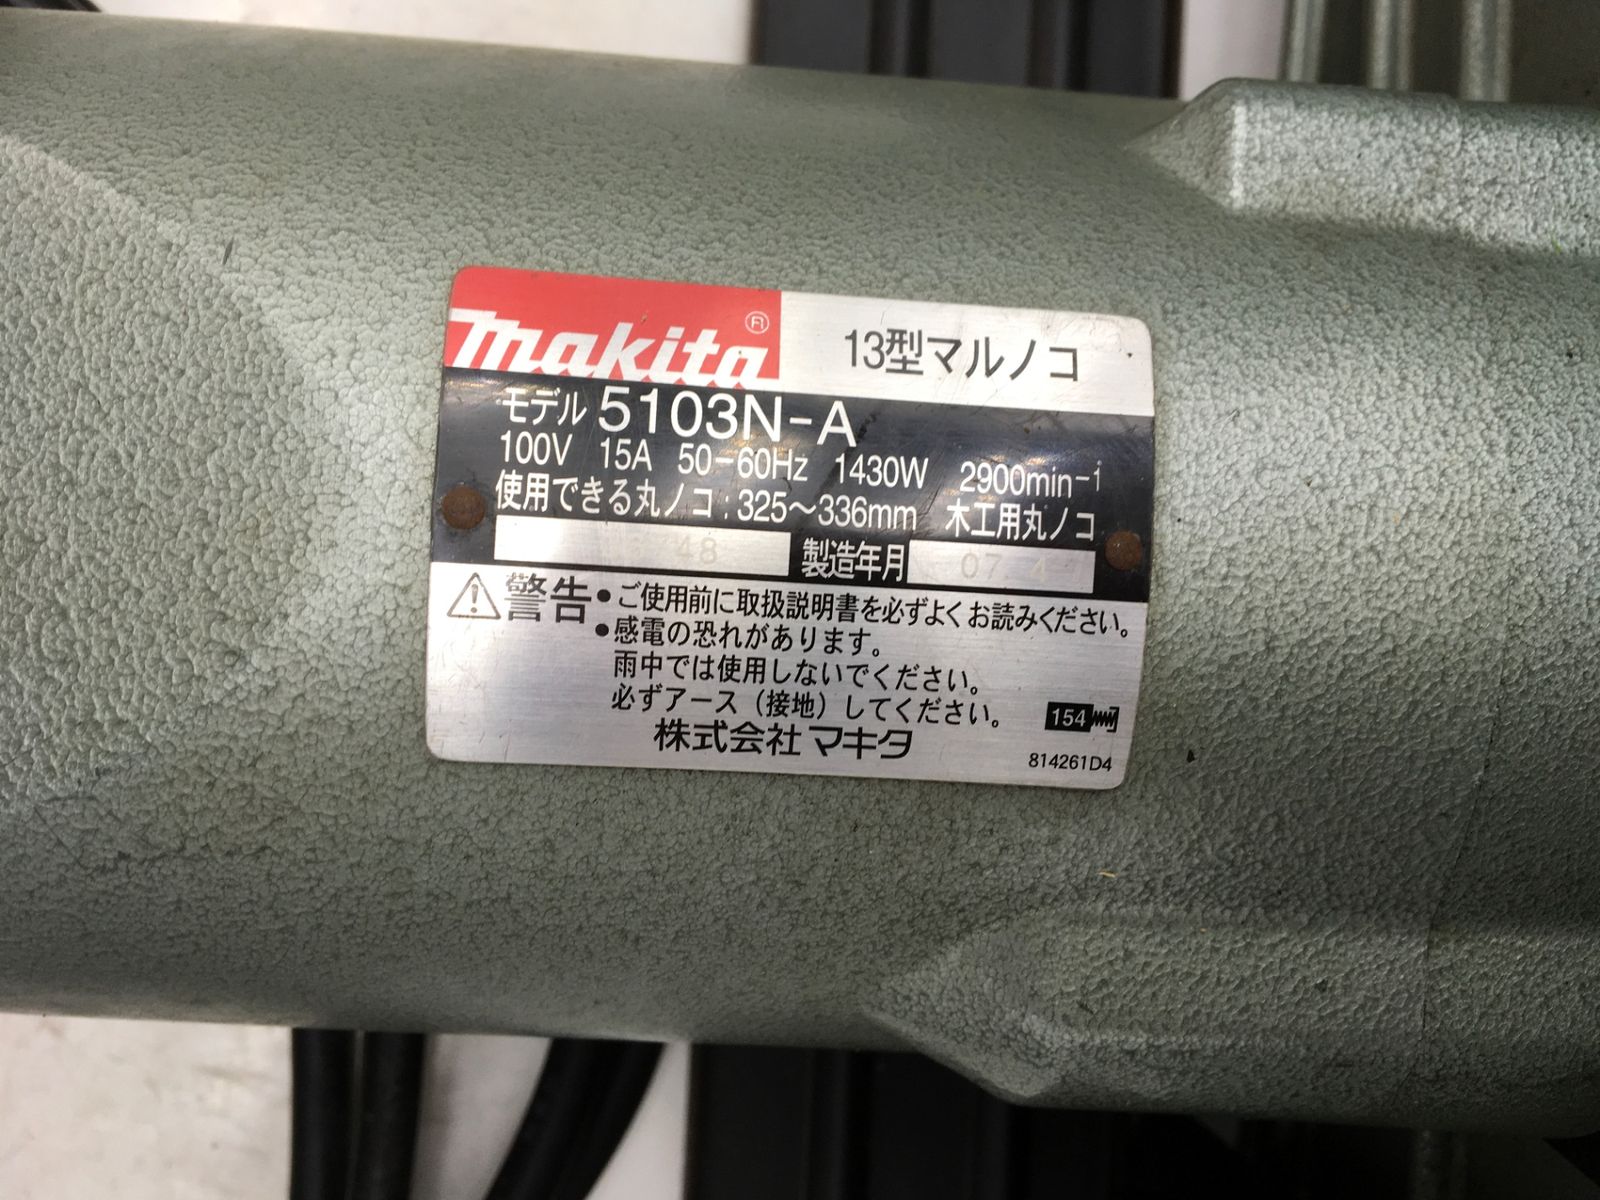 makita®
13型マルノコ
モデル 5103N-A
100V 15A 50-60Hz 1430W 2900min-1
使用できる丸ノコ:325〜336mm 木工用丸ノコ
48 製造年月 07 4
警告 • ご使用前に取扱説明書を必ずよくお読みください。
• 感電の恐れがあります。
雨中では使用しないでください。
必ずアース(接地)してください。
株式会社 マキタ
154
814261D4